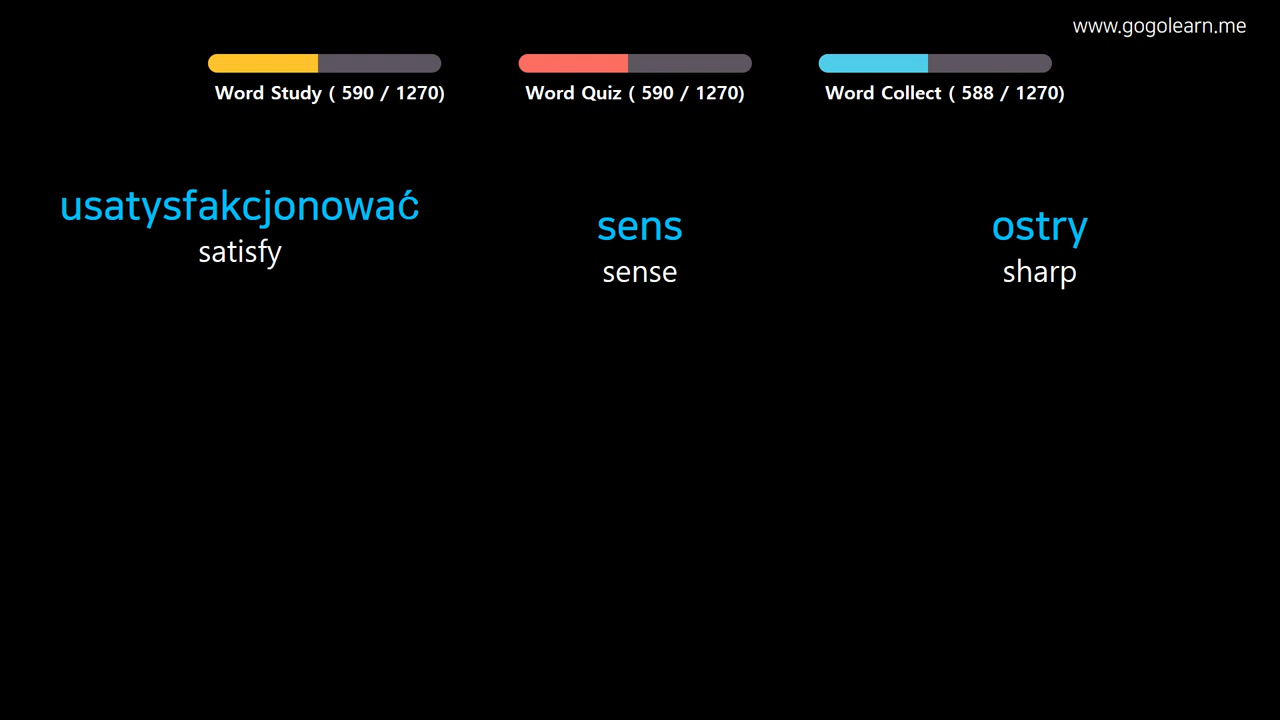 www.gogolearn.me
Word Study ( 590 / 1270)
Word Quiz ( 590 / 1270)
Word Collect ( 588 / 1270)
usatysfakcjonować
satisfy
sens
sense
ostry
sharp